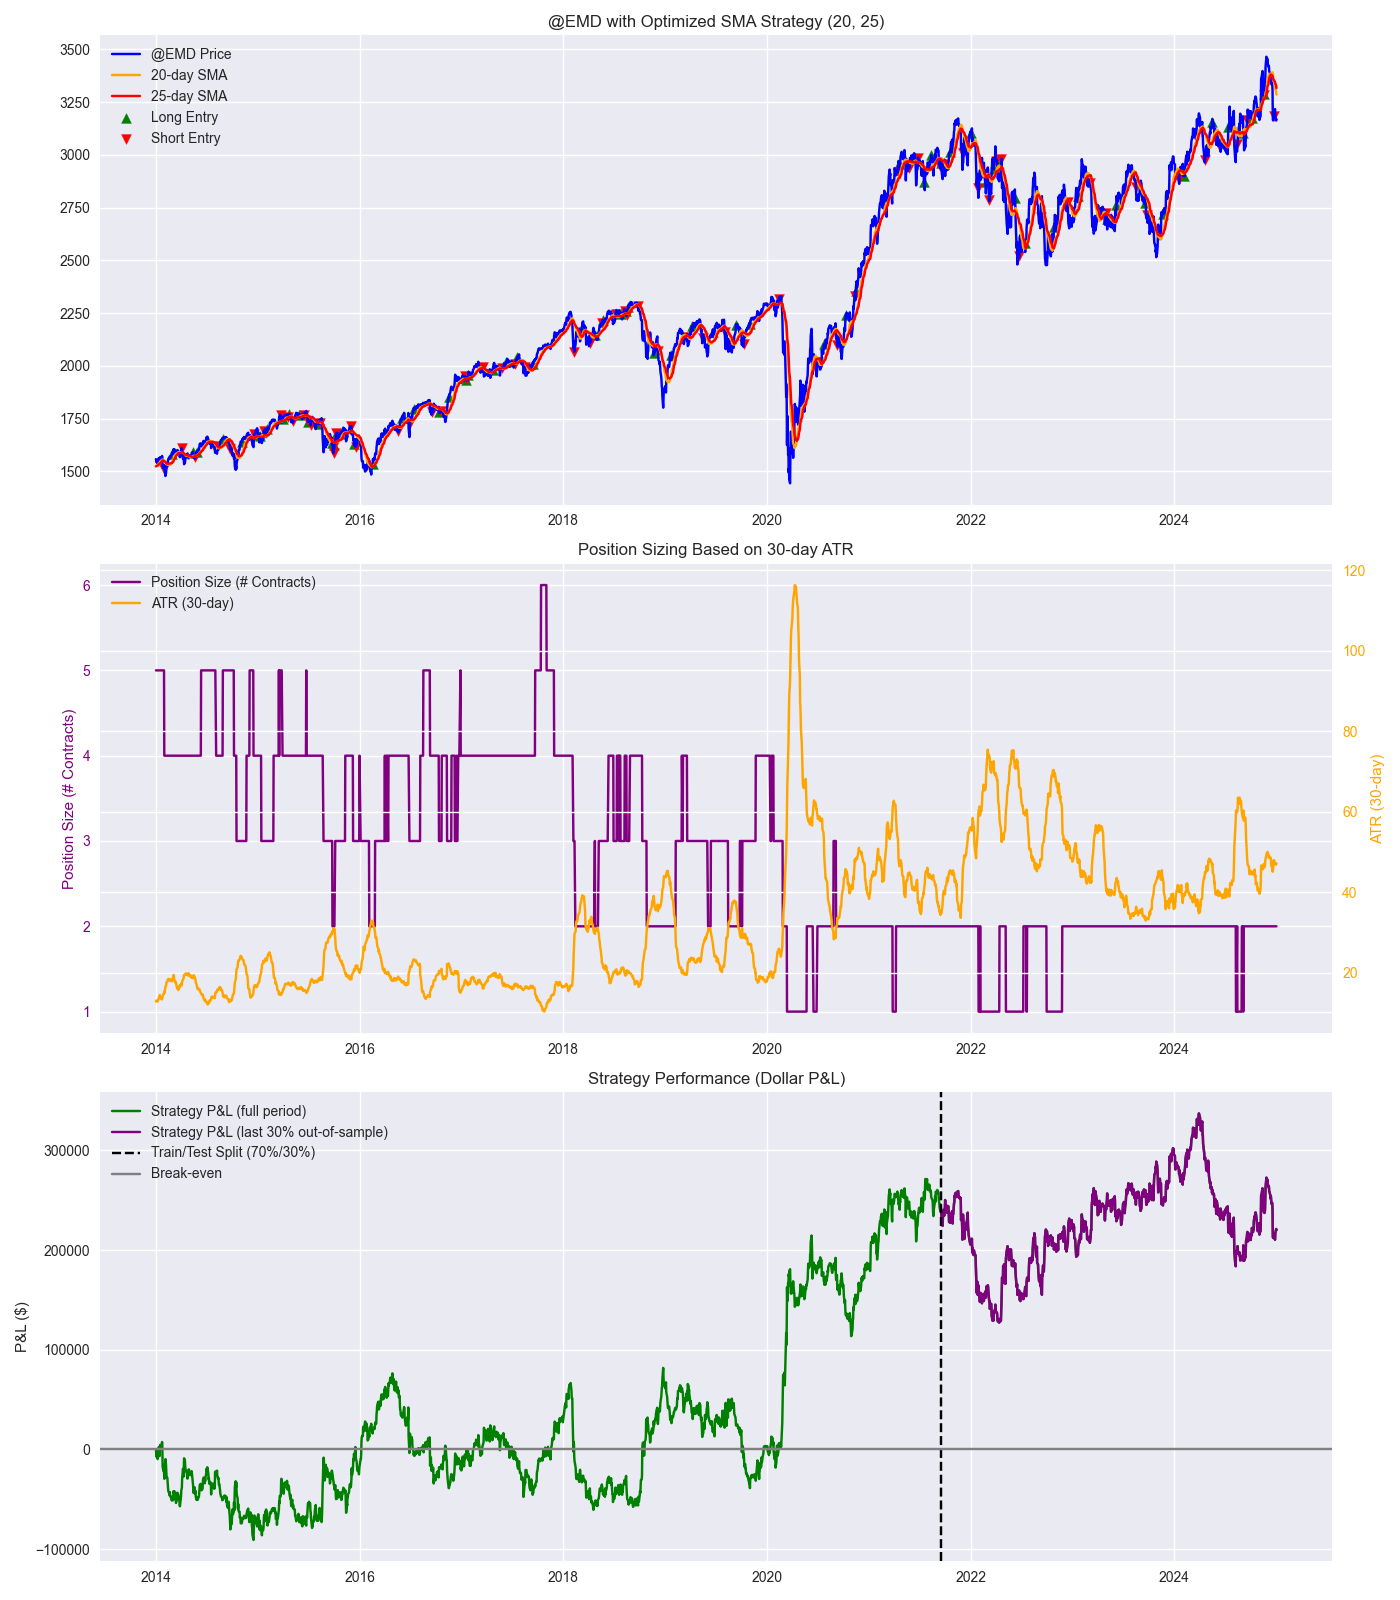 @EMD with Optimized SMA Strategy (20, 25)
@EMD Price
20-day SMA
25-day SMA
Long Entry
Short Entry
3500
3250
3000
2750
2500
2250
2000
1750
1500
2014 2016 2018 2020 2022 2024
Position Sizing Based on 30-day ATR
Position Size (# Contracts)
ATR (30-day)
Position Size (# Contracts)
6
5
4
3
2
1
120
100
80
60
40
20
ATR (30-day)
2014 2016 2018 2020 2022 2024
Strategy Performance (Dollar P&L)
Strategy P&L (full period)
Strategy P&L (last 30% out-of-sample)
Train/Test Split (70%/30%)
Break-even
P&L ($)
300000
200000
100000
0
−100000
2014 2016 2018 2020 2022 2024